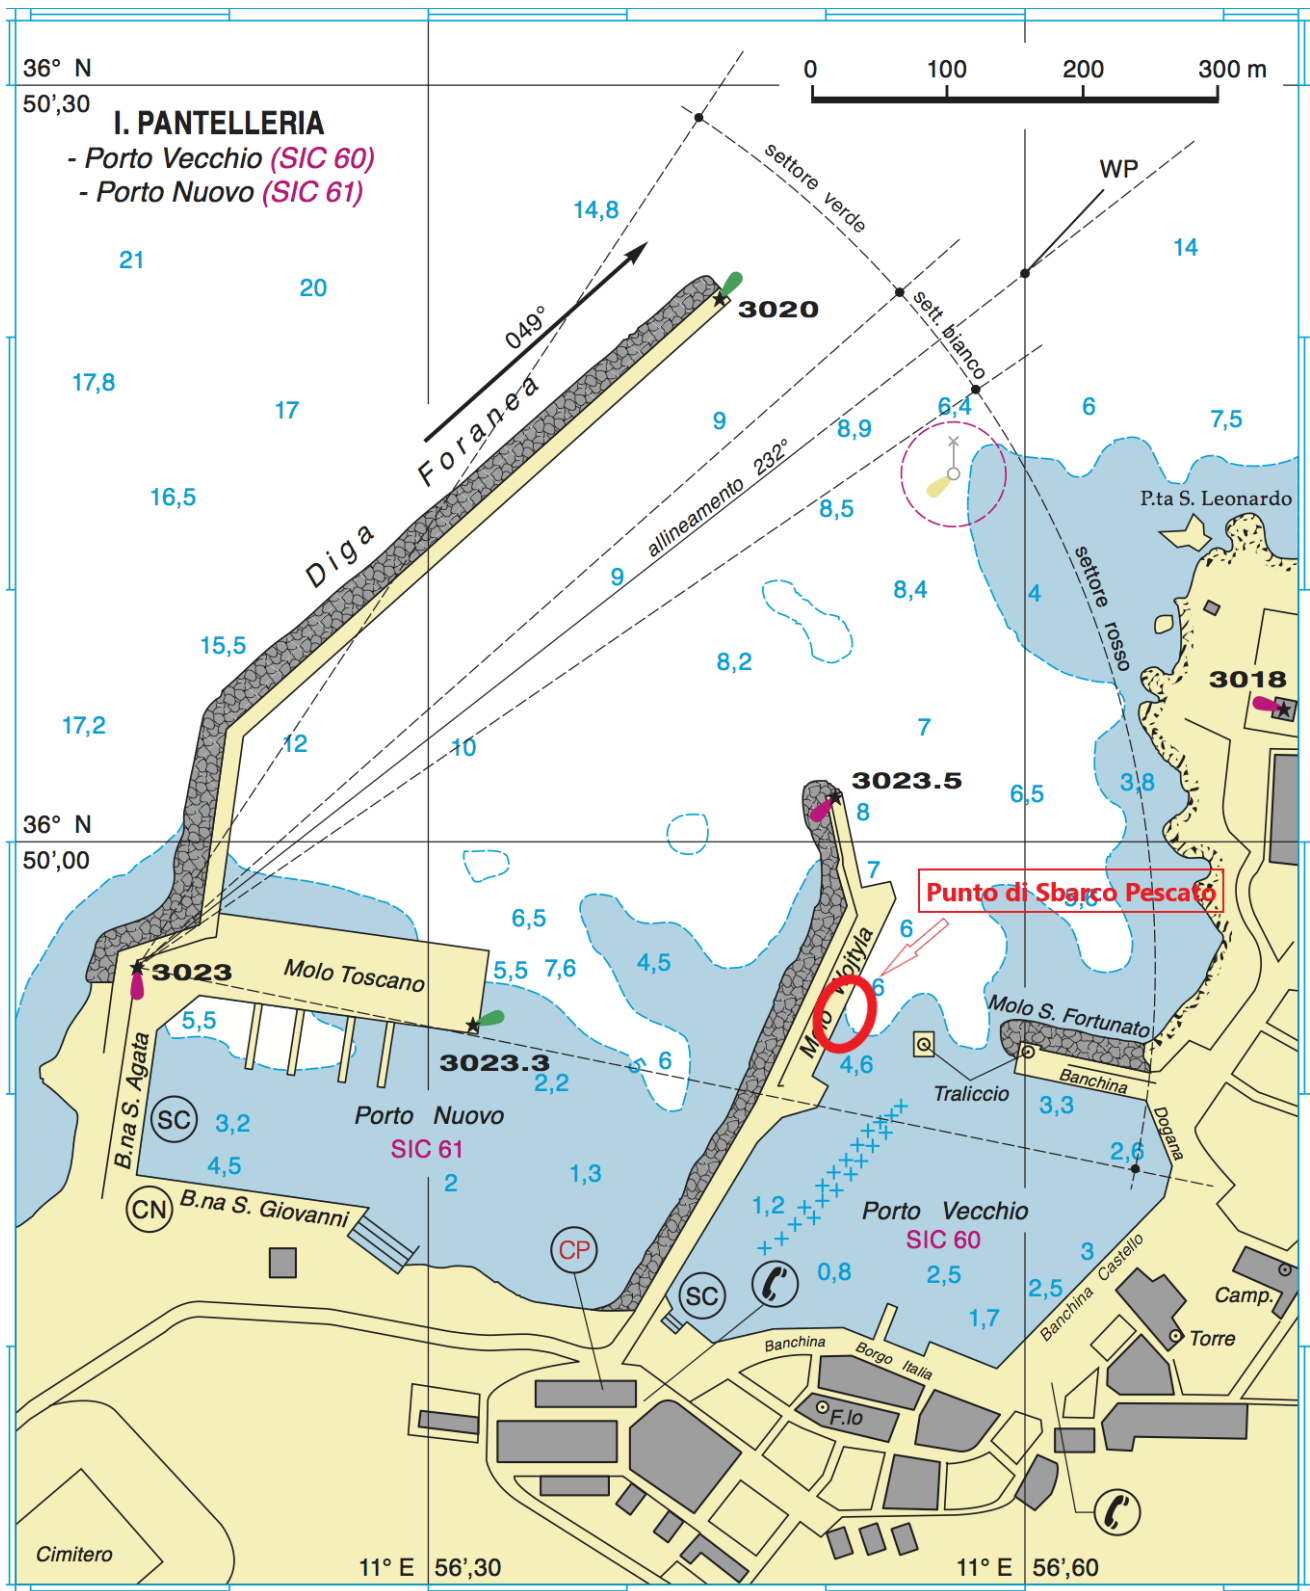 36° N
50',30
I. PANTELLERIA
- Porto Vecchio (SIC 60)
- Porto Nuovo (SIC 61)
0 100 200 300 m
settore verde
WP
14,8
14
21
20
049°
3020
sett. bianco
17,8
17
Diga Foranea
9
8,9
6,4
6
7,5
allineamento 232°
16,5
8,5
P.ta S. Leonardo
9
8,4
4
settore rosso
15,5
8,2
3018
17,2
12
10
7
3023.5
6,5
3,8
8
36° N
50',00
7
Punto di Sbarco Pescato
5,6
6,5
6
4,5
3023
Molo Toscano
5,5
7,6
Molo Wojtyla
6
5,5
Molo S. Fortunato
3023.3
5
6
4,6
Traliccio
Banchina
2,2
B.na S. Agata
SC
3,2
Porto Nuovo
SIC 61
3,3
Dogana
4,5
2
1,3
2,6
CN
B.na S. Giovanni
1,2
Porto Vecchio
SIC 60
CP
3
0,8
2,5
2,5
SC
1,7
Banchina Castello
Camp.
Torre
Banchina Borgo Italia
F.lo
Cimitero
11° E 56',30
11° E 56',60